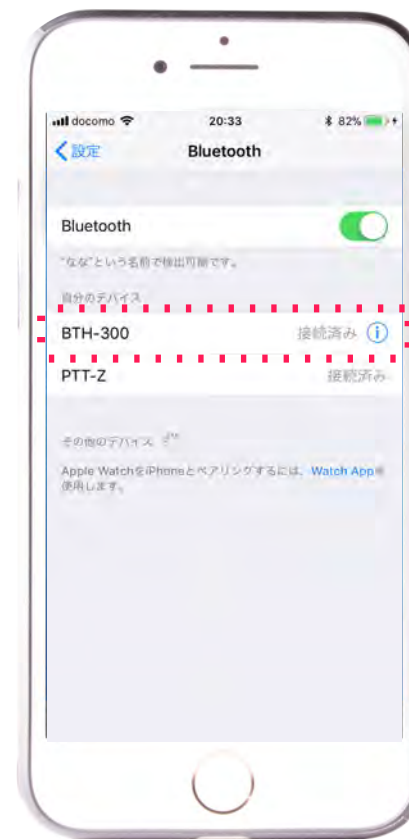 docomo 20:33 82%
設定 Bluetooth
Bluetooth
"なな"という名前で検出可能です。
自分のデバイス
BTH-300 接続済み
PTT-Z 接続済み
その他のデバイス
Apple WatchをiPhoneとペアリングするには、Watch Appを
使用します。